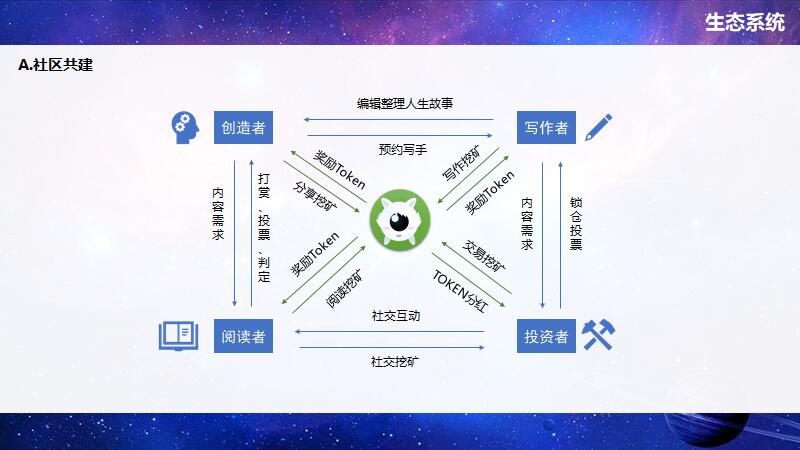 生态系统
A.社区共建
编辑整理人生故事
创造者
写作者
预约写手
奖励Token
分享挖矿
写作挖矿
奖励Token
内容需求
打赏、投票、判定
内容需求
锁仓投票
奖励Token
阅读挖矿
交易挖矿
TOKEN分红
社交互动
阅读者
投资者
社交挖矿